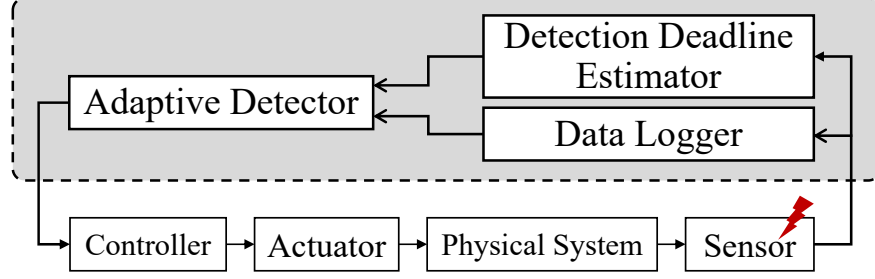 Detection Deadline
Estimator
Adaptive Detector
Data Logger
Controller
Actuator
Physical System
Sensor